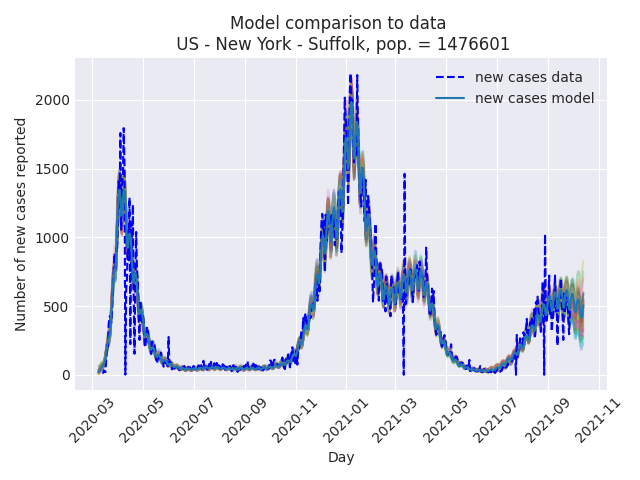 Model comparison to data
US - New York - Suffolk, pop. = 1476601
new cases data
new cases model
Number of new cases reported
2000
1500
1000
500
0
2020-03
2020-05
2020-07
2020-09
2020-11
2021-01
2021-03
2021-05
2021-07
2021-09
2021-11
Day